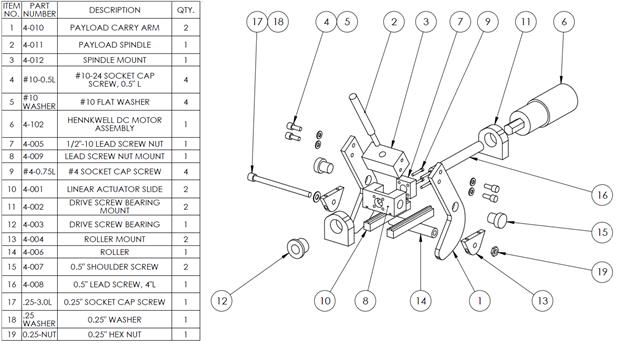 ITEM NO. PART NUMBER DESCRIPTION QTY.
1 4-010 PAYLOAD CARRY ARM 2
2 4-011 PAYLOAD SPINDLE 1
3 4-012 SPINDLE MOUNT 1
4 #10-0.5L #10-24 SOCKET CAP SCREW, 0.5" L 4
5 #10 WASHER #10 FLAT WASHER 4
6 4-102 HENNKWELL DC MOTOR ASSEMBLY 1
7 4-005 1/2"-10 LEAD SCREW NUT 1
8 4-009 LEAD SCREW NUT MOUNT 1
9 #4-0.75L #4 SOCKET CAP SCREW 4
10 4-001 LINEAR ACTUATOR SLIDE 2
11 4-002 DRIVE SCREW BEARING MOUNT 2
12 4-003 DRIVE SCREW BEARING 1
13 4-004 ROLLER MOUNT 2
14 4-006 ROLLER 1
15 4-007 0.5" SHOULDER SCREW 2
16 4-008 0.5" LEAD SCREW, 4"L 1
17 .25-3.0L 0.25" SOCKET CAP SCREW 1
18 .25 WASHER 0.25" WASHER 1
19 0.25-NUT 0.25" HEX NUT 1
17 18 4 5 2 3 7 9 11 6
16
15
19
12 10 8 14 1 13